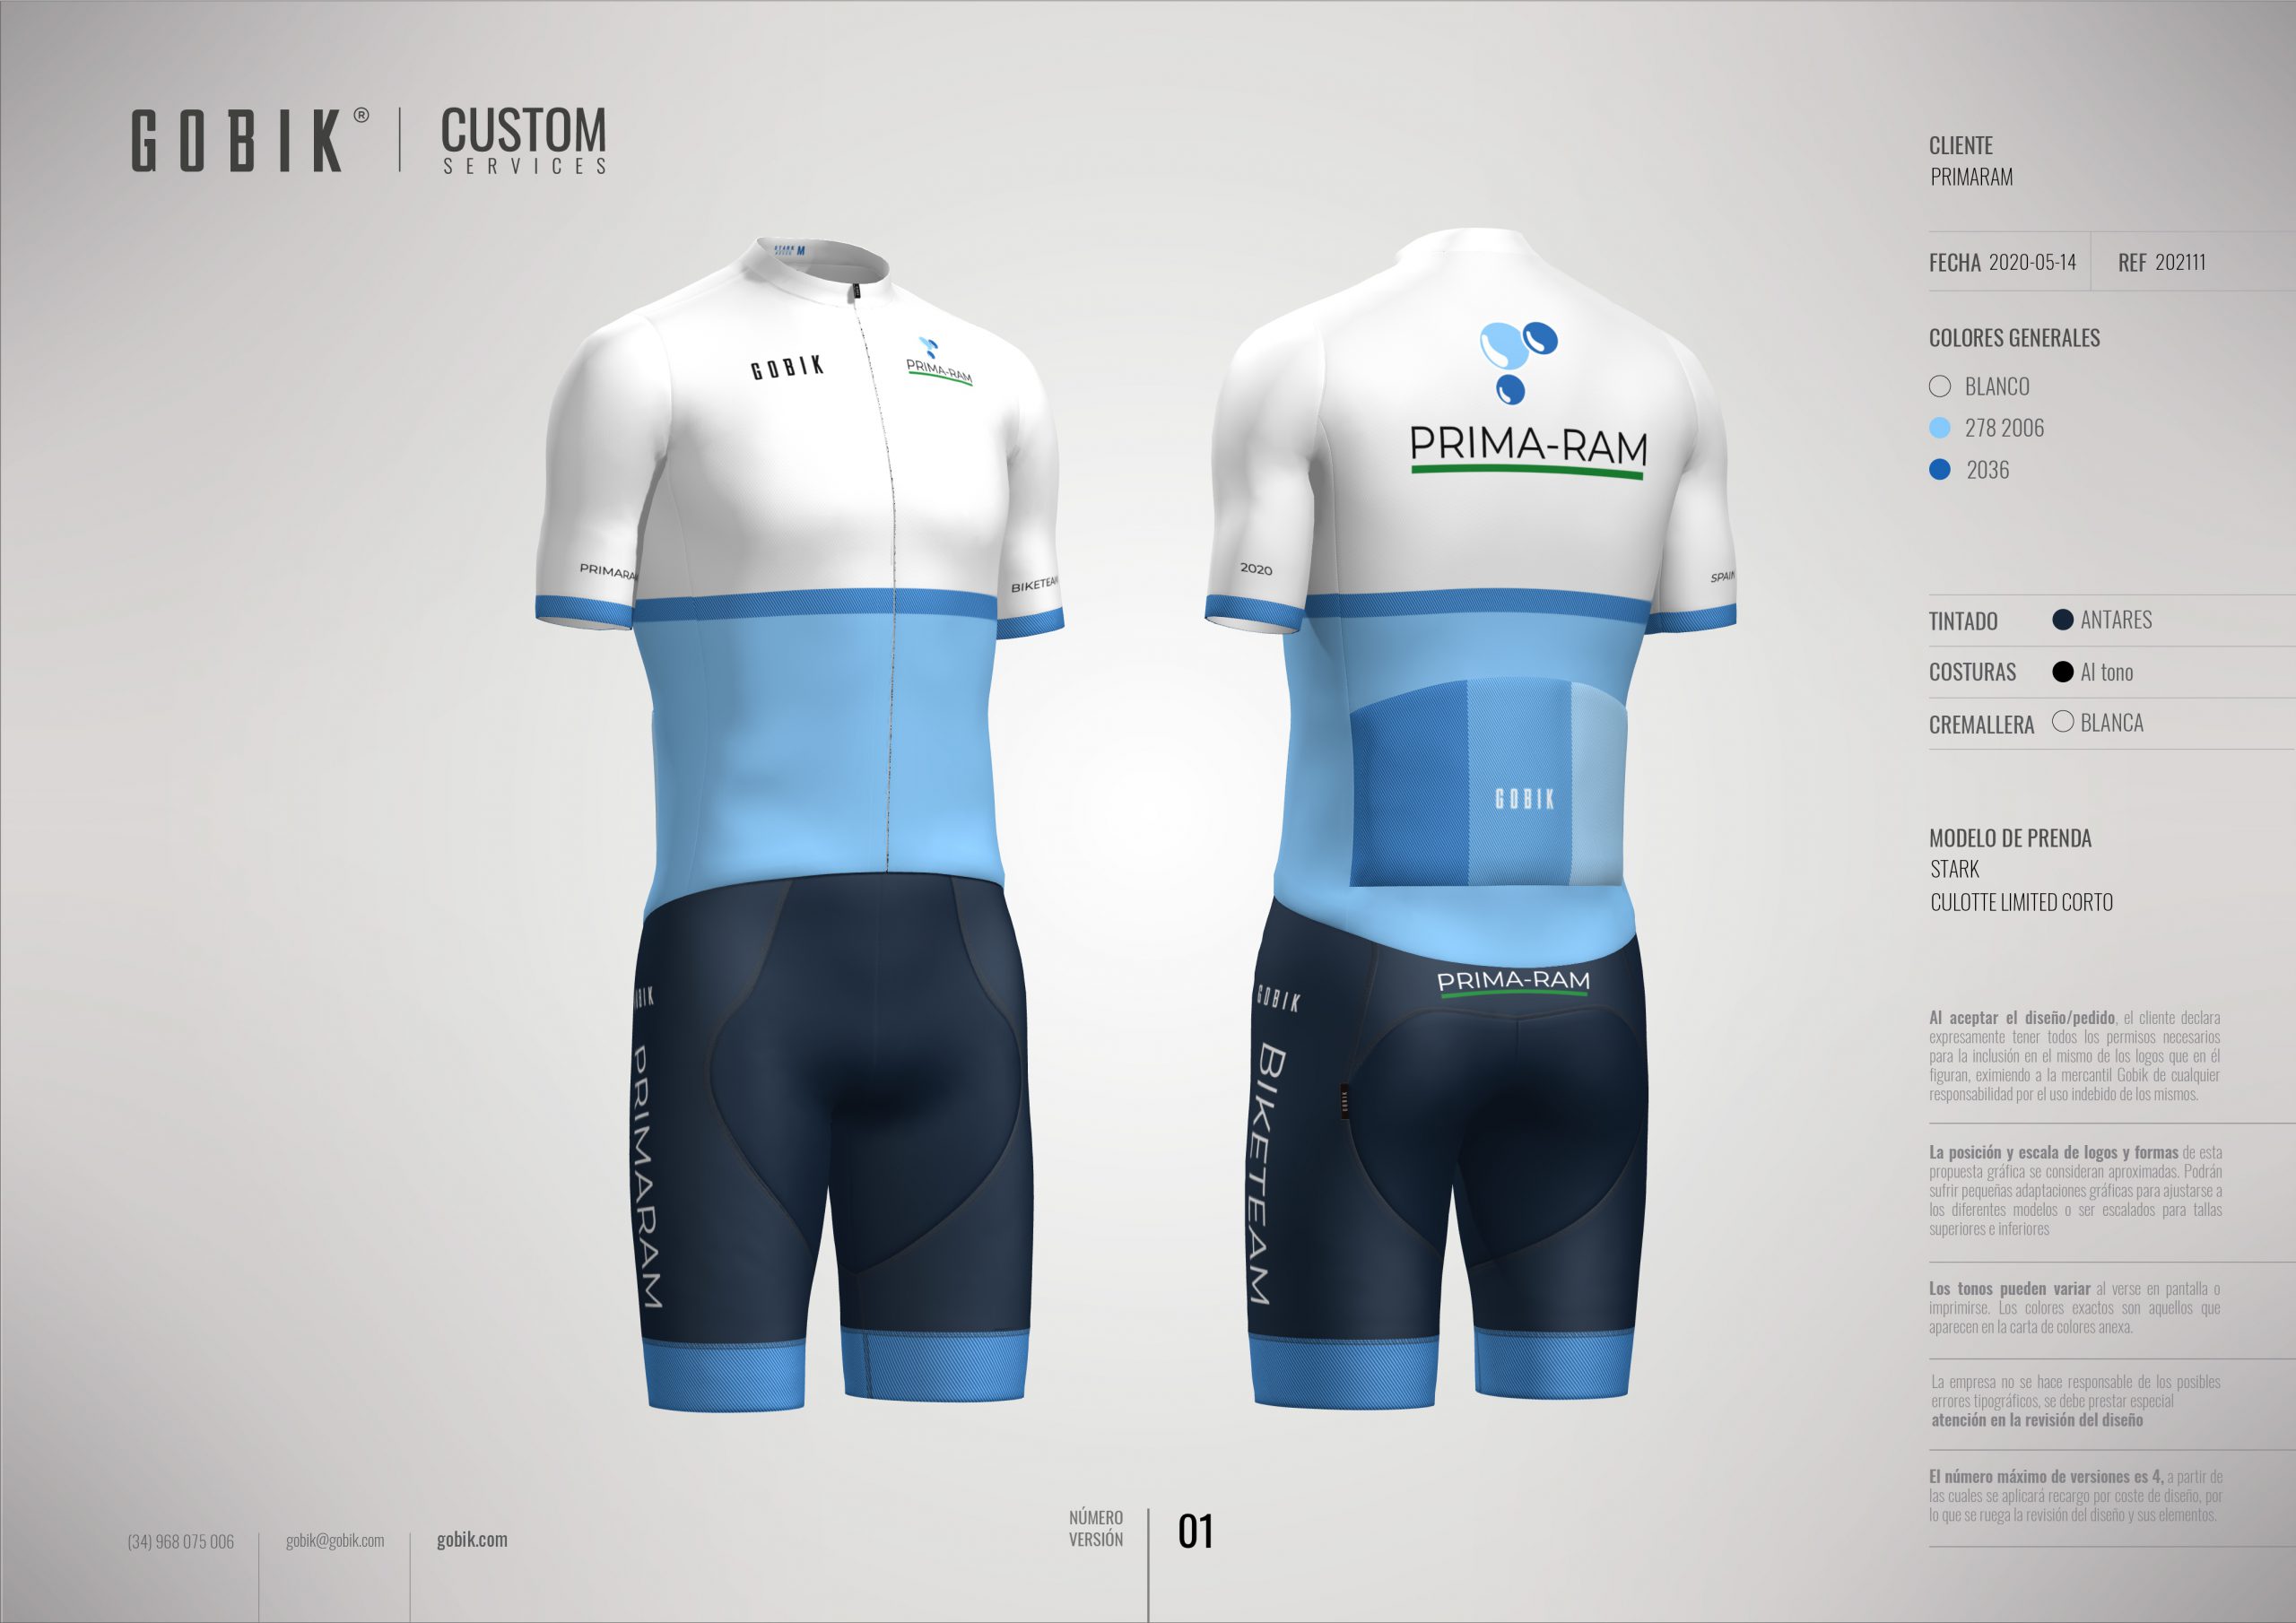 GOBIK® | CUSTOM
SERVICES
CLIENTE
PRIMARAM
FECHA 2020-05-14 REF 202111
COLORES GENERALES
BLANCO
278 2006
2036
TINTADO ANTARES
COSTURAS Al tono
CREMALLERA BLANCA
MODELO DE PRENDA
STARK
CULOTTE LIMITED CORTO
Al aceptar el diseño/pedido, el cliente declara
expresamente tener todos los permisos necesarios
para la inclusión en el mismo de los logos que en él
figuran, eximiendo a la mercantil Gobik de cualquier
responsabilidad por el uso indebido de los mismos.
La posición y escala de logos y formas de esta
propuesta gráfica se consideran aproximadas. Podrán
sufrir pequeñas adaptaciones gráficas para ajustarse a
los diferentes modelos o ser escalados para tallas
superiores e inferiores
Los tonos pueden variar al verse en pantalla o
imprimirse. Los colores exactos son aquellos que
aparecen en la carta de colores anexa.
La empresa no se hace responsable de los posibles
errores tipográficos, se debe prestar especial
atención en la revisión del diseño
El número máximo de versiones es 4, a partir de
las cuales se aplicará recargo por coste de diseño, por
lo que se ruega la revisión del diseño y sus elementos.
M
GOBIK
PRIMA-RAM
PRIMARA
BIKETEA
PRIMARAM
PRIMA-RAM
2020
SPAIN
GOBIK
PRIMA-RAM
GOBIK
BIKETEAM
(34) 968 075 006
gobik@gobik.com
gobik.com
NÚMERO
VERSIÓN
01